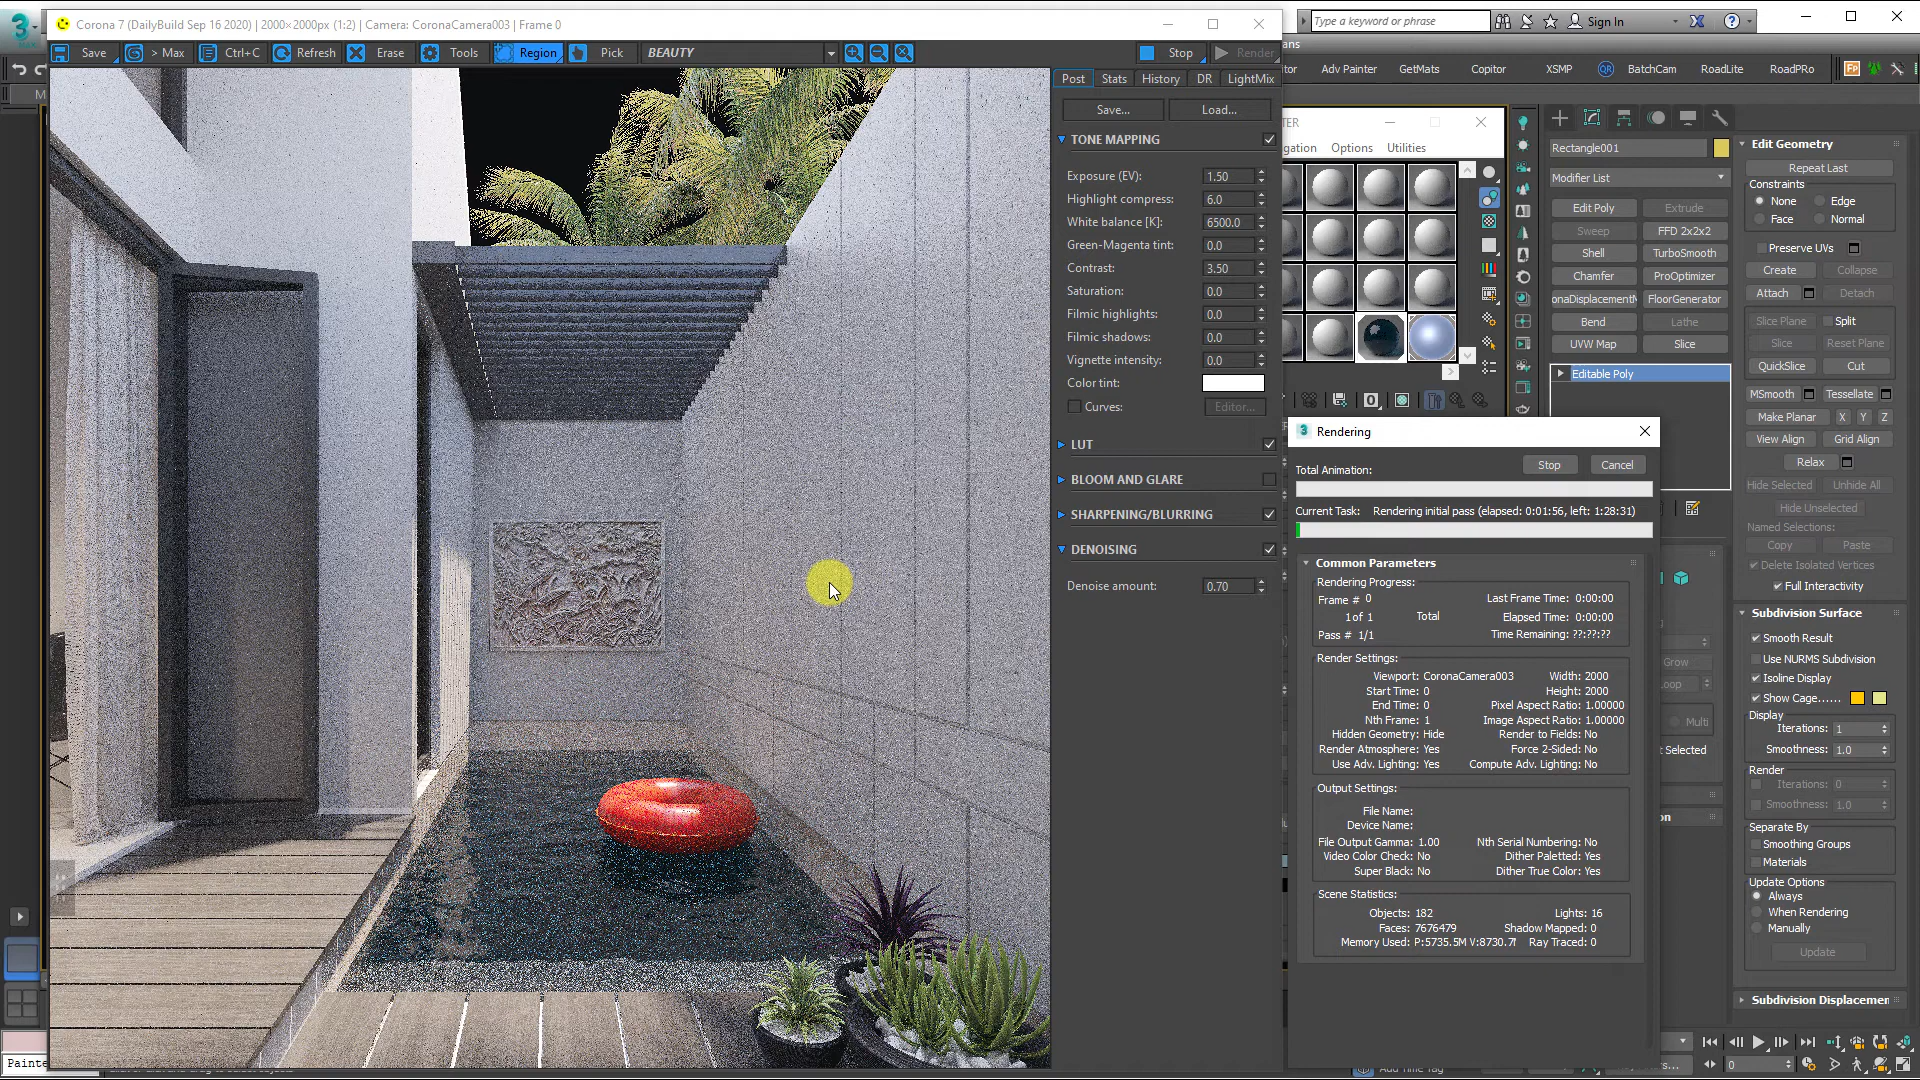 Corona 7 (DailyBuild Sep 16 2020) | 2000×2000px (1:2) | Camera: CoronaCamera003 | Frame 0
Save > Max Ctrl+C Refresh Erase Tools Region Pick BEAUTY Stop Render
Post Stats History DR LightMix
Save... Load...
TONE MAPPING
Exposure (EV): 1.50
Highlight compress: 6.0
White balance [K]: 6500.0
Green-Magenta tint: 0.0
Contrast: 3.50
Saturation: 0.0
Filmic highlights: 0.0
Filmic shadows: 0.0
Vignette intensity: 0.0
Color tint:
Curves: Editor...
LUT
BLOOM AND GLARE
SHARPENING/BLURRING
DENOISING
Denoise amount: 0.70
Type a keyword or phrase
Sign In
Adv Painter GetMats Copitor XSMP BatchCam RoadLite RoadPRo
Options Utilities
Rendering
Total Animation:
Stop Cancel
Current Task: Rendering initial pass (elapsed: 0:01:56, left: 1:28:31)
Common Parameters
Rendering Progress:
Frame # 0 Last Frame Time: 0:00:00
1 of 1 Total Elapsed Time: 0:00:00
Pass # 1/1 Time Remaining: ??:??:??
Render Settings:
Viewport: CoronaCamera003 Width: 2000
Start Time: 0 Height: 2000
End Time: 0 Pixel Aspect Ratio: 1.00000
Nth Frame: 1 Image Aspect Ratio: 1.00000
Hidden Geometry: Hide Render to Fields: No
Render Atmosphere: Yes Force 2-Sided: No
Use Adv. Lighting: Yes Compute Adv. Lighting: No
Output Settings:
File Name:
Device Name:
File Output Gamma: 1.00 Nth Serial Numbering: No
Video Color Check: No Dither Paletted: Yes
Super Black: No Dither True Color: Yes
Scene Statistics:
Objects: 182 Lights: 16
Faces: 7676479 Shadow Mapped: 0
Memory Used: P:5735.5M V:8730.7 Ray Traced: 0
Rectangle001
Modifier List
Edit Poly Extrude
Sweep FFD 2x2x2
Shell TurboSmooth
Chamfer ProOptimizer
onaDisplacementM FloorGenerator
Bend Lathe
UVW Map Slice
Editable Poly
Edit Geometry
Repeat Last
Constraints
None Edge
Face Normal
Preserve UVs
Create Collapse
Attach Detach
Slice Plane Split
Slice Reset Plane
QuickSlice Cut
MSmooth Tessellate
Make Planar X Y Z
View Align Grid Align
Relax
Hide Selected Unhide All
Hide Unselected
Named Selections:
Copy Paste
Delete Isolated Vertices
Full Interactivity
Subdivision Surface
Smooth Result
Use NURMS Subdivision
Isoline Display
Show Cage......
Display
Iterations: 1
Smoothness: 1.0
Render
Iterations: 0
Smoothness: 1.0
Separate By
Smoothing Groups
Materials
Update Options
Always
When Rendering
Manually
Update
Subdivision Displacemen
Grow
Multi
t Selected
0
Painte
Add Time Tag